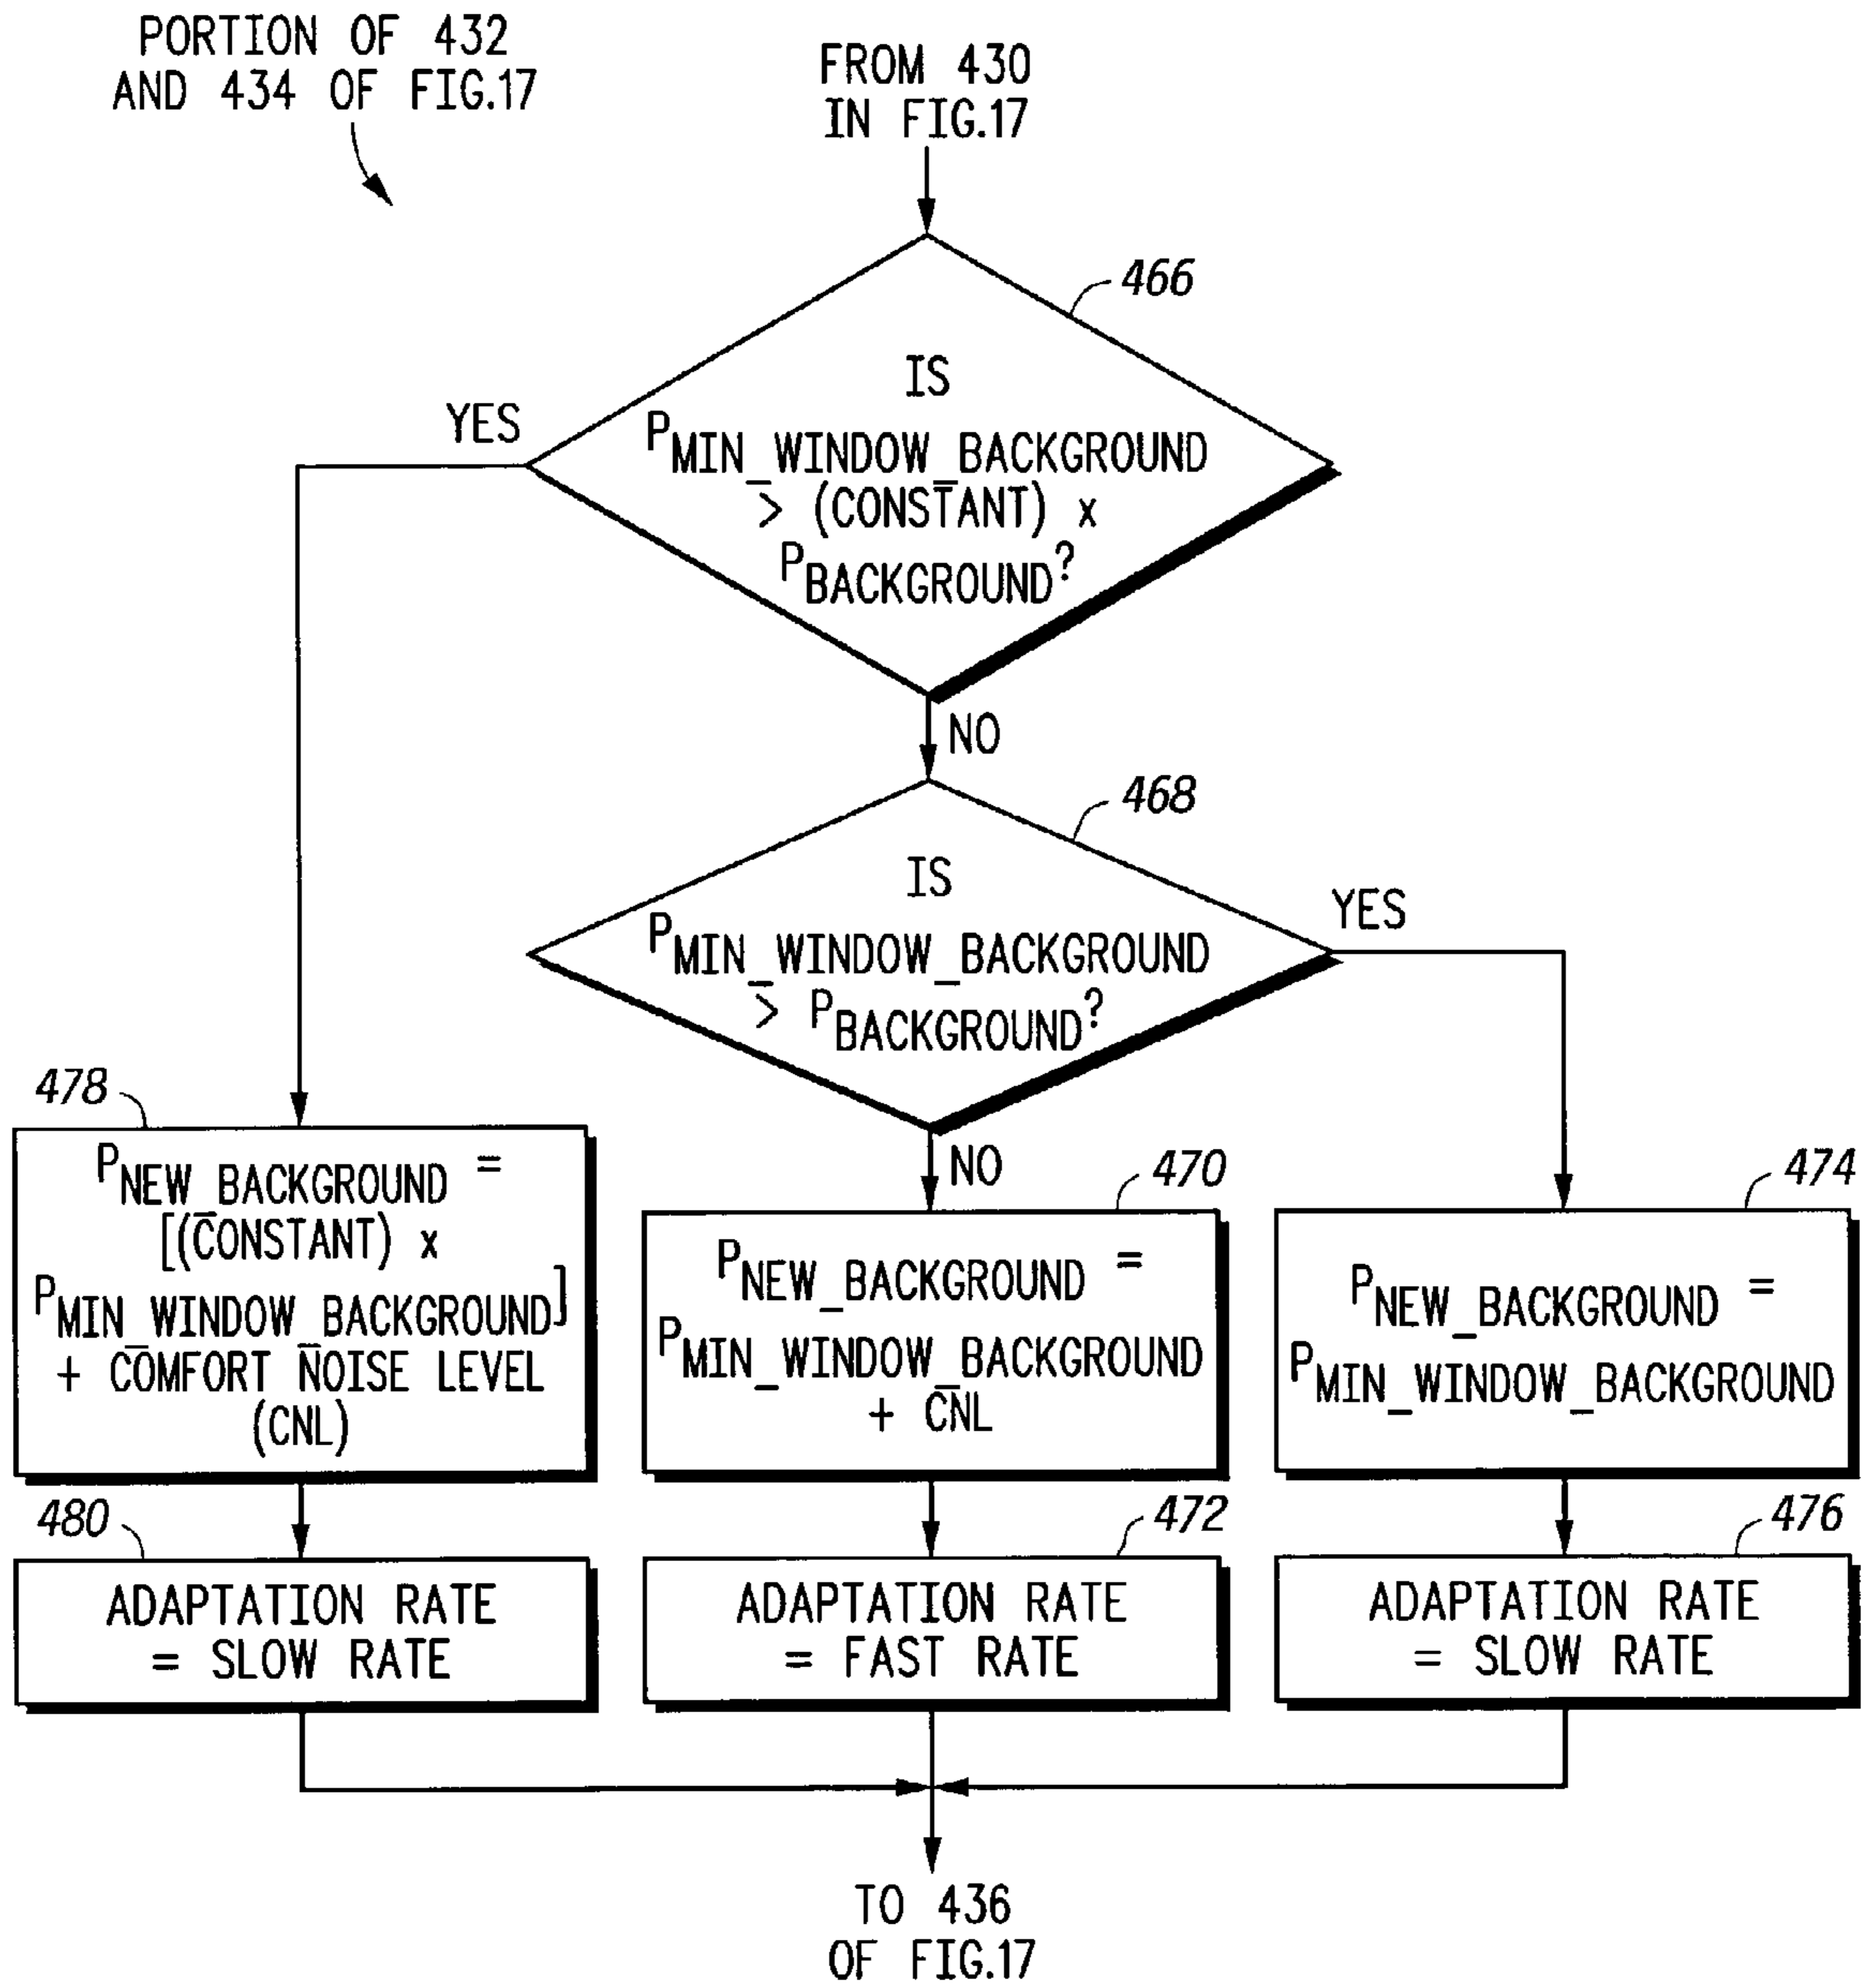 PORTION OF 432
AND 434 OF FIG.17
FROM 430
IN FIG.17
466
IS
PMIN_WINDOW_BACKGROUND
> (CONSTANT) x
PBACKGROUND?
YES
NO
468
IS
PMIN_WINDOW_BACKGROUND
> PBACKGROUND?
YES
NO
478
PNEW_BACKGROUND =
[(CONSTANT) x
PMIN_WINDOW_BACKGROUND]
+ COMFORT NOISE LEVEL
(CNL)
470
PNEW_BACKGROUND =
PMIN_WINDOW_BACKGROUND
+ CNL
474
PNEW_BACKGROUND =
PMIN_WINDOW_BACKGROUND
480
ADAPTATION RATE
= SLOW RATE
472
ADAPTATION RATE
= FAST RATE
476
ADAPTATION RATE
= SLOW RATE
TO 436
OF FIG.17